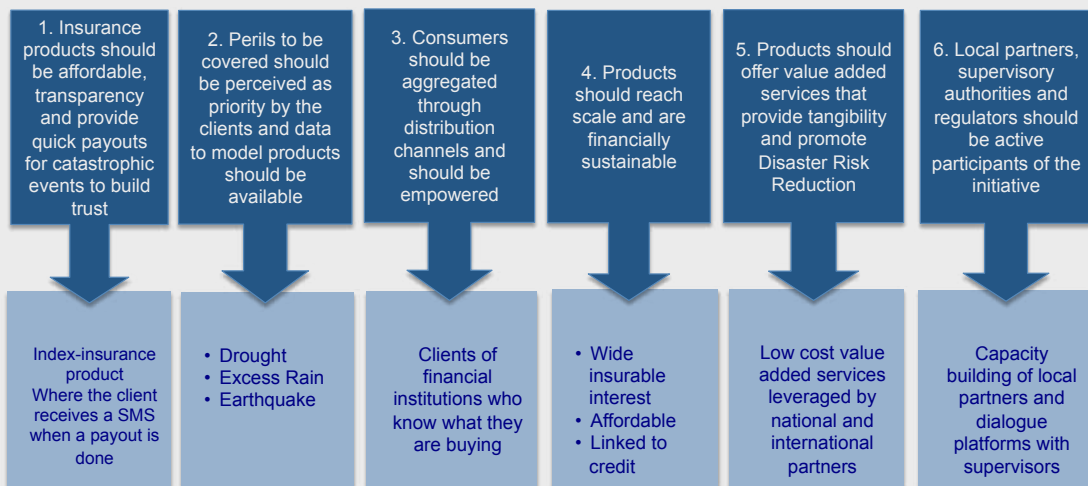 1. Insurance
products should
be affordable,
transparency
and provide
quick payouts
for catastrophic
events to build
trust
2. Perils to be
covered should
be perceived as
priority by the
clients and data
to model products
should be
available
3. Consumers
should be
aggregated
through
distribution
channels and
should be
empowered
4. Products
should reach
scale and are
financially
sustainable
5. Products should
offer value added
services that
provide tangibility
and promote
Disaster Risk
Reduction
6. Local partners,
supervisory
authorities and
regulators should
be active
participants of the
initiative
Index-insurance
product
Where the client
receives a SMS
when a payout is
done
• Drought
• Excess Rain
• Earthquake
Clients of
financial
institutions who
know what they
are buying
• Wide
insurable
interest
• Affordable
• Linked to
credit
Low cost value
added services
leveraged by
national and
international
partners
Capacity
building of local
partners and
dialogue
platforms with
supervisors